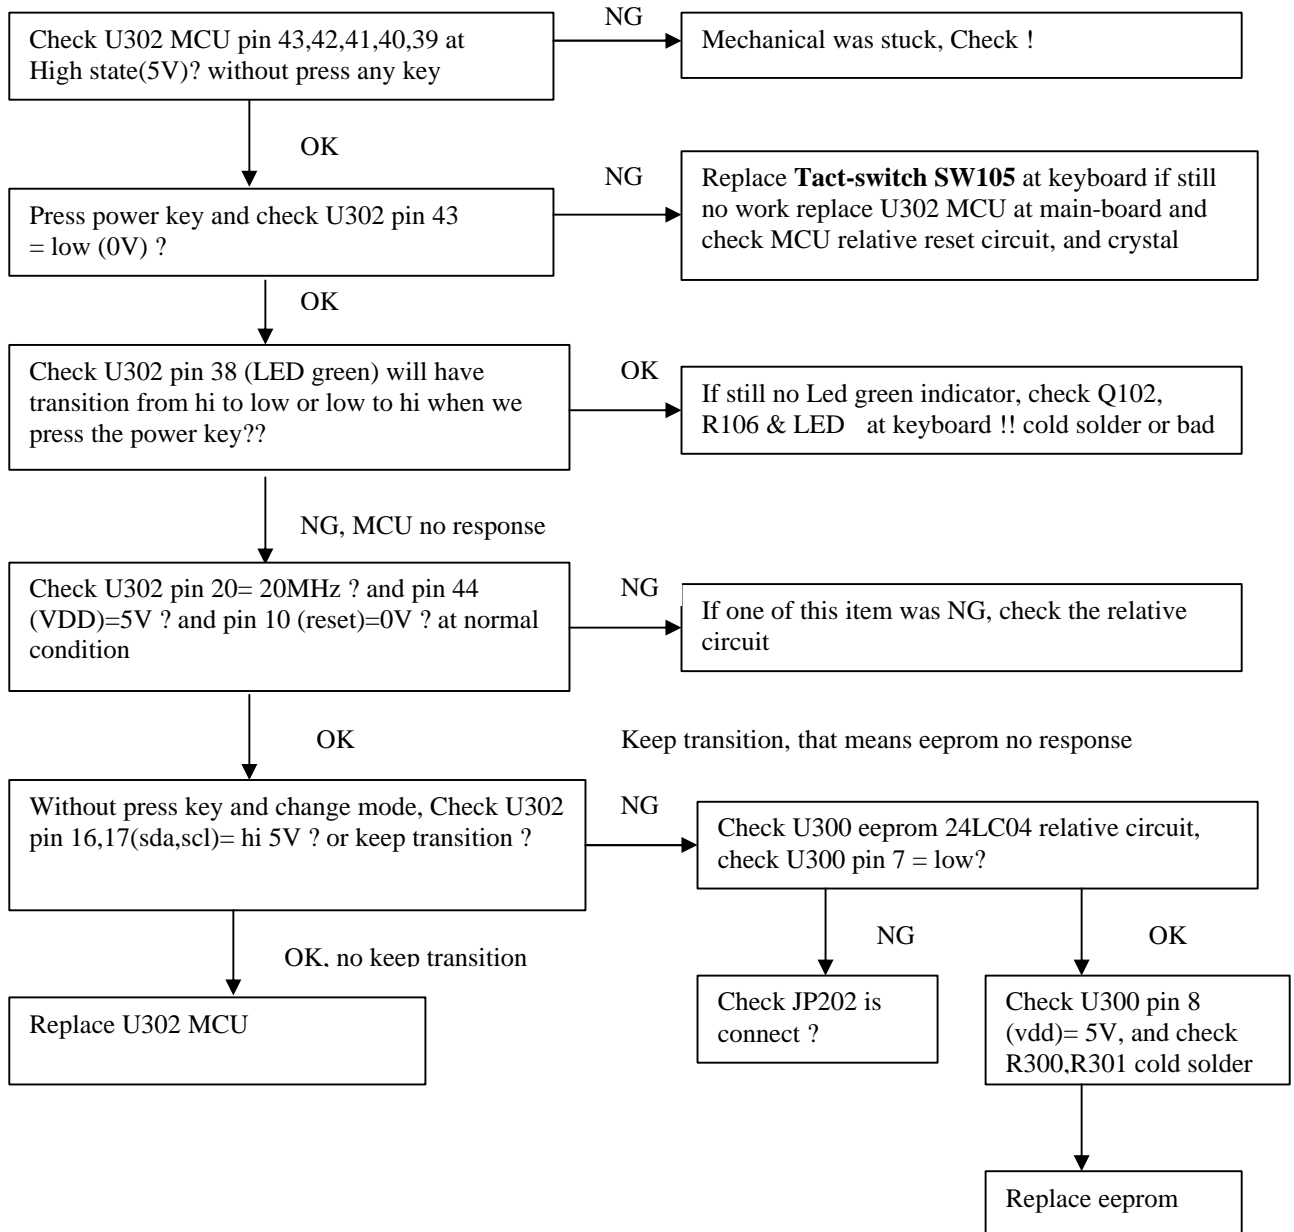 NG
Check U302 MCU pin 43,42,41,40,39 at
High state(5V)? without press any key
Mechanical was stuck, Check !
OK
NG
Press power key and check U302 pin 43
= low (0V) ?
Replace Tact-switch SW105 at keyboard if still
no work replace U302 MCU at main-board and
check MCU relative reset circuit, and crystal
OK
Check U302 pin 38 (LED green) will have
transition from hi to low or low to hi when we
press the power key??
OK
If still no Led green indicator, check Q102,
R106 & LED at keyboard !! cold solder or bad
NG, MCU no response
Check U302 pin 20= 20MHz ? and pin 44
(VDD)=5V ? and pin 10 (reset)=0V ? at normal
condition
NG
If one of this item was NG, check the relative
circuit
OK
Keep transition, that means eeprom no response
Without press key and change mode, Check U302
pin 16,17(sda,scl)= hi 5V ? or keep transition ?
NG
Check U300 eeprom 24LC04 relative circuit,
check U300 pin 7 = low?
OK, no keep transition
NG
OK
Replace U302 MCU
Check JP202 is
connect ?
Check U300 pin 8
(vdd)= 5V, and check
R300,R301 cold solder
Replace eeprom